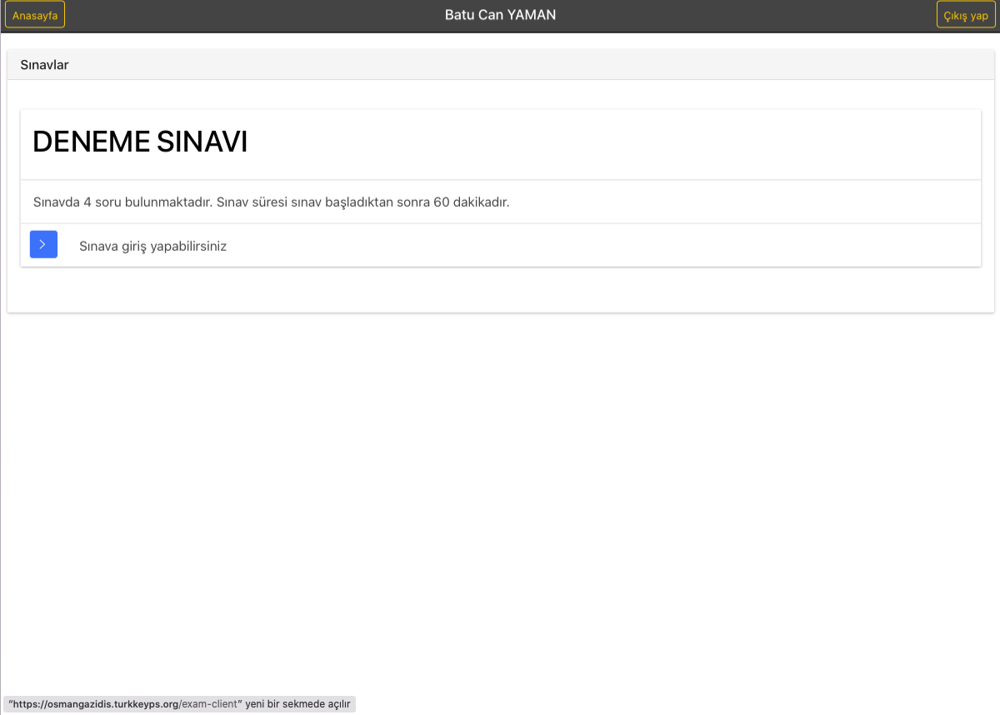 Anasayfa
Batu Can YAMAN
Çıkış yap
Sınavlar
DENEME SINAVI
Sınavda 4 soru bulunmaktadır. Sınav süresi sınav başladıktan sonra 60 dakikadır.
Sınava giriş yapabilirsiniz
“https://osmangazidis.turkkeyps.org/exam-client” yeni bir sekmede açılır